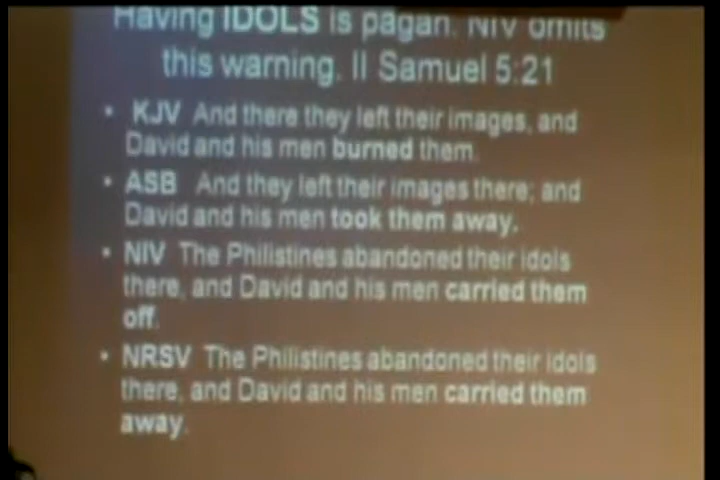 Having IDOLS is pagan. NIV omits
this warning. II Samuel 5:21
• KJV And there they left their images, and
David and his men burned them.
• ASB And they left their images there; and
David and his men took them away.
• NIV The Philistines abandoned their idols
there, and David and his men carried them
off.
• NRSV The Philistines abandoned their idols
there, and David and his men carried them
away.